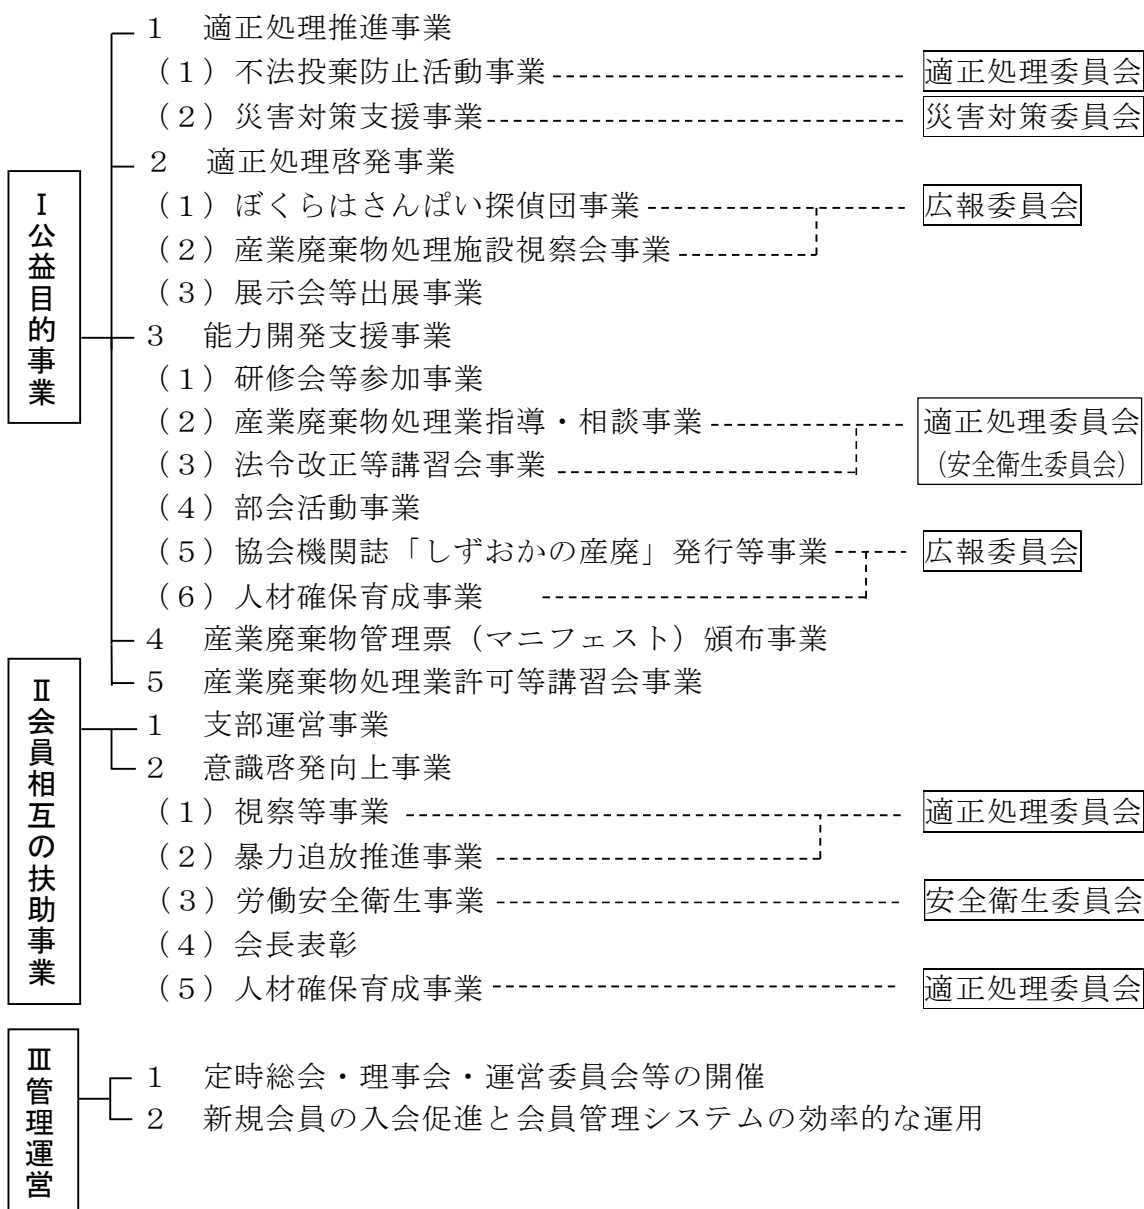 Ⅰ公益目的事業
1 適正処理推進事業
(1)不法投棄防止活動事業 適正処理委員会
(2)災害対策支援事業 災害対策委員会
2 適正処理啓発事業
(1)ぼくらはさんぱい探偵団事業 広報委員会
(2)産業廃棄物処理施設視察会事業
(3)展示会等出展事業
3 能力開発支援事業
(1)研修会等参加事業
(2)産業廃棄物処理業指導・相談事業 適正処理委員会
(3)法令改正等講習会事業 (安全衛生委員会)
(4)部会活動事業
(5)協会機関誌「しずおかの産廃」発行等事業 広報委員会
(6)人材確保育成事業
4 産業廃棄物管理票(マニフェスト)頒布事業
5 産業廃棄物処理業許可等講習会事業
Ⅱ会員相互の扶助事業
1 支部運営事業
2 意識啓発向上事業
(1)視察等事業 適正処理委員会
(2)暴力追放推進事業
(3)労働安全衛生事業 安全衛生委員会
(4)会長表彰
(5)人材確保育成事業 適正処理委員会
Ⅲ管理運営
1 定時総会・理事会・運営委員会等の開催
2 新規会員の入会促進と会員管理システムの効率的な運用